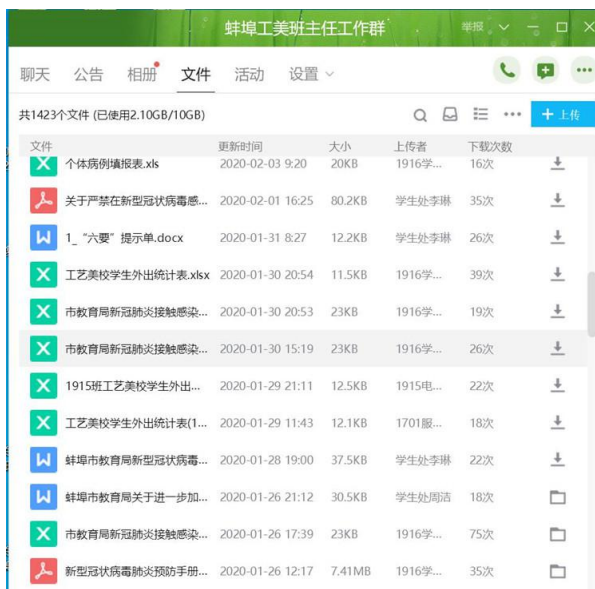 蚌埠工美班主任工作群 举报
聊天 公告 相册 文件 活动 设置
共1423个文件 (已使用2.10GB/10GB) 上传
文件 更新时间 大小 上传者 下载次数
个体病例填报表.xls 2020-02-03 9:20 20KB 1916学... 16次
关于严禁在新型冠状病毒感... 2020-02-01 16:25 80.2KB 学生处李琳 35次
1_“六要”提示单.docx 2020-01-31 8:27 12.2KB 学生处李琳 26次
工艺美校学生外出统计表.xlsx 2020-01-30 20:54 11.5KB 1916学... 39次
市教育局新冠肺炎接触感染... 2020-01-30 20:53 23KB 1916学... 19次
市教育局新冠肺炎接触感染... 2020-01-30 15:19 23KB 1916学... 26次
1915班工艺美校学生外出... 2020-01-29 21:11 12.5KB 1915电... 22次
工艺美校学生外出统计表(1... 2020-01-29 11:43 12.1KB 1701服... 18次
蚌埠市教育局新型冠状病毒... 2020-01-28 19:00 37.5KB 学生处李琳 22次
蚌埠市教育局关于进一步加... 2020-01-26 21:12 30.5KB 学生处周洁 18次
市教育局新冠肺炎接触感染... 2020-01-26 17:39 23KB 1916学... 75次
新型冠状病毒肺炎预防手册... 2020-01-26 12:17 7.41MB 1916学... 35次